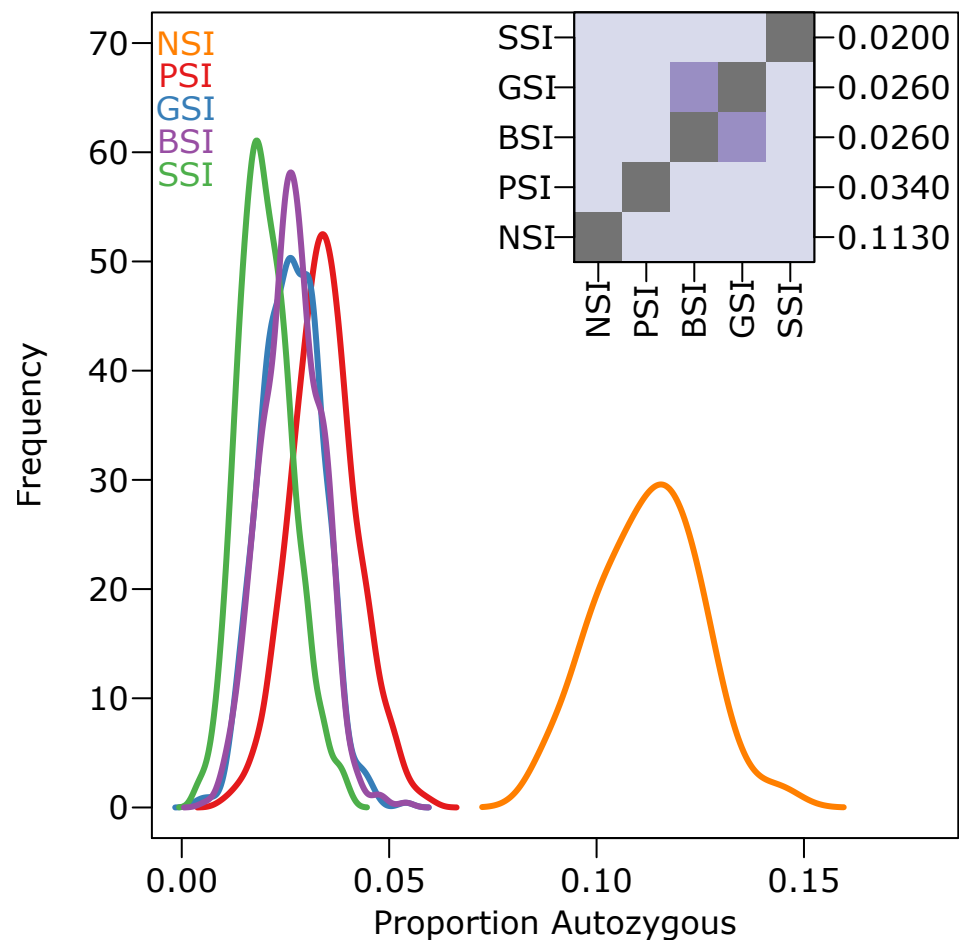 NSI
PSI
GSI
BSI
SSI
SSI 0.0200
GSI 0.0260
BSI 0.0260
PSI 0.0340
NSI 0.1130
NSI PSI BSI GSI SSI
70
60
50
40
30
20
10
0
Frequency
0.00 0.05 0.10 0.15
Proportion Autozygous